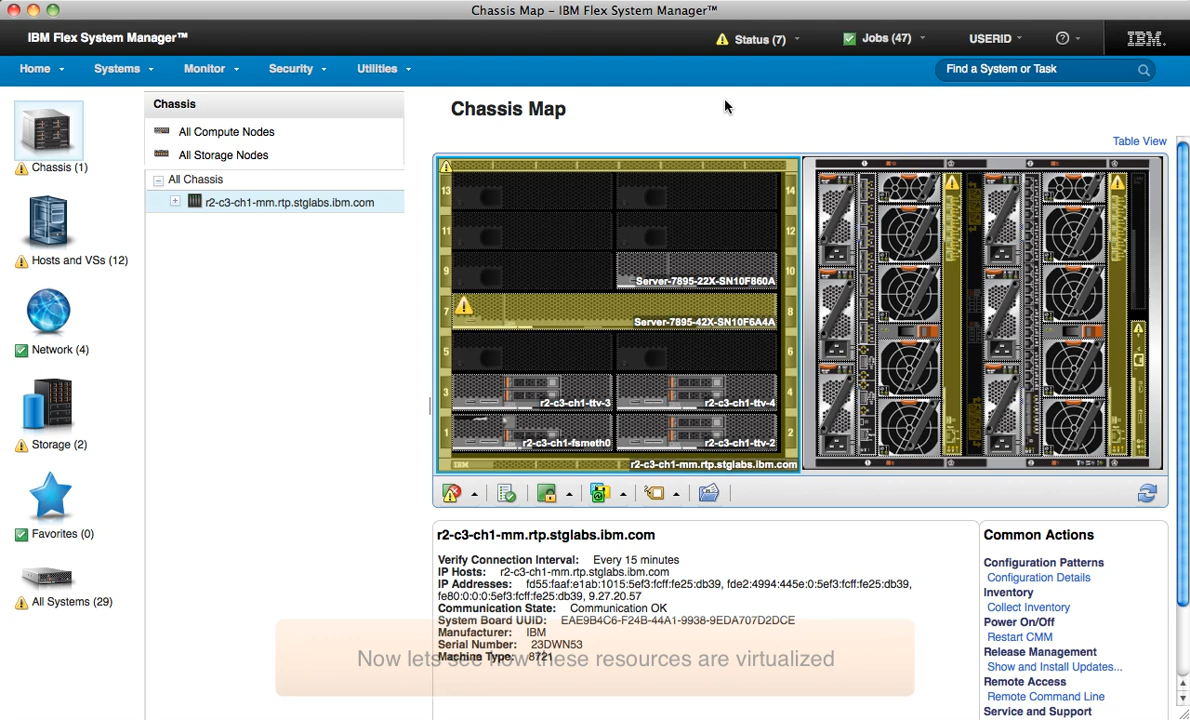 Chassis Map – IBM Flex System Manager™
IBM Flex System Manager™
Status (7)
Jobs (47)
USERID
IBM.
Home
Systems
Monitor
Security
Utilities
Find a System or Task
Chassis (1)
Hosts and VSs (12)
Network (4)
Storage (2)
Favorites (0)
All Systems (29)
Chassis
All Compute Nodes
All Storage Nodes
All Chassis
r2-c3-ch1-mm.rtp.stglabs.ibm.com
Chassis Map
Table View
13
14
11
12
9
Server-7895-22X-SN10F860A
10
7
Server-7895-42X-SN10F6A4A
8
5
6
3
r2-c3-ch1-ttv-3
r2-c3-ch1-ttv-4
4
1
r2-c3-ch1-fsmeth0
r2-c3-ch1-ttv-2
2
IBM
r2-c3-ch1-mm.rtp.stglabs.ibm.com
r2-c3-ch1-mm.rtp.stglabs.ibm.com
Verify Connection Interval: Every 15 minutes
IP Hosts: r2-c3-ch1-mm.rtp.stglabs.ibm.com
IP Addresses: fd55:faaf:e1ab:1015:5ef3:fcff:fe25:db39, fde2:4994:445e:0:5ef3:fcff:fe25:db39,
fe80:0:0:0:5ef3:fcff:fe25:db39, 9.27.20.57
Communication State: Communication OK
System Board UUID: EAE9B4C6-F24B-44A1-9938-9EDA707D2DCE
Manufacturer: IBM
Serial Number: 23DWN53
Machine Type: 8721
Now lets see how these resources are virtualized
Common Actions
Configuration Patterns
Configuration Details
Inventory
Collect Inventory
Power On/Off
Restart CMM
Release Management
Show and Install Updates...
Remote Access
Remote Command Line
Service and Support